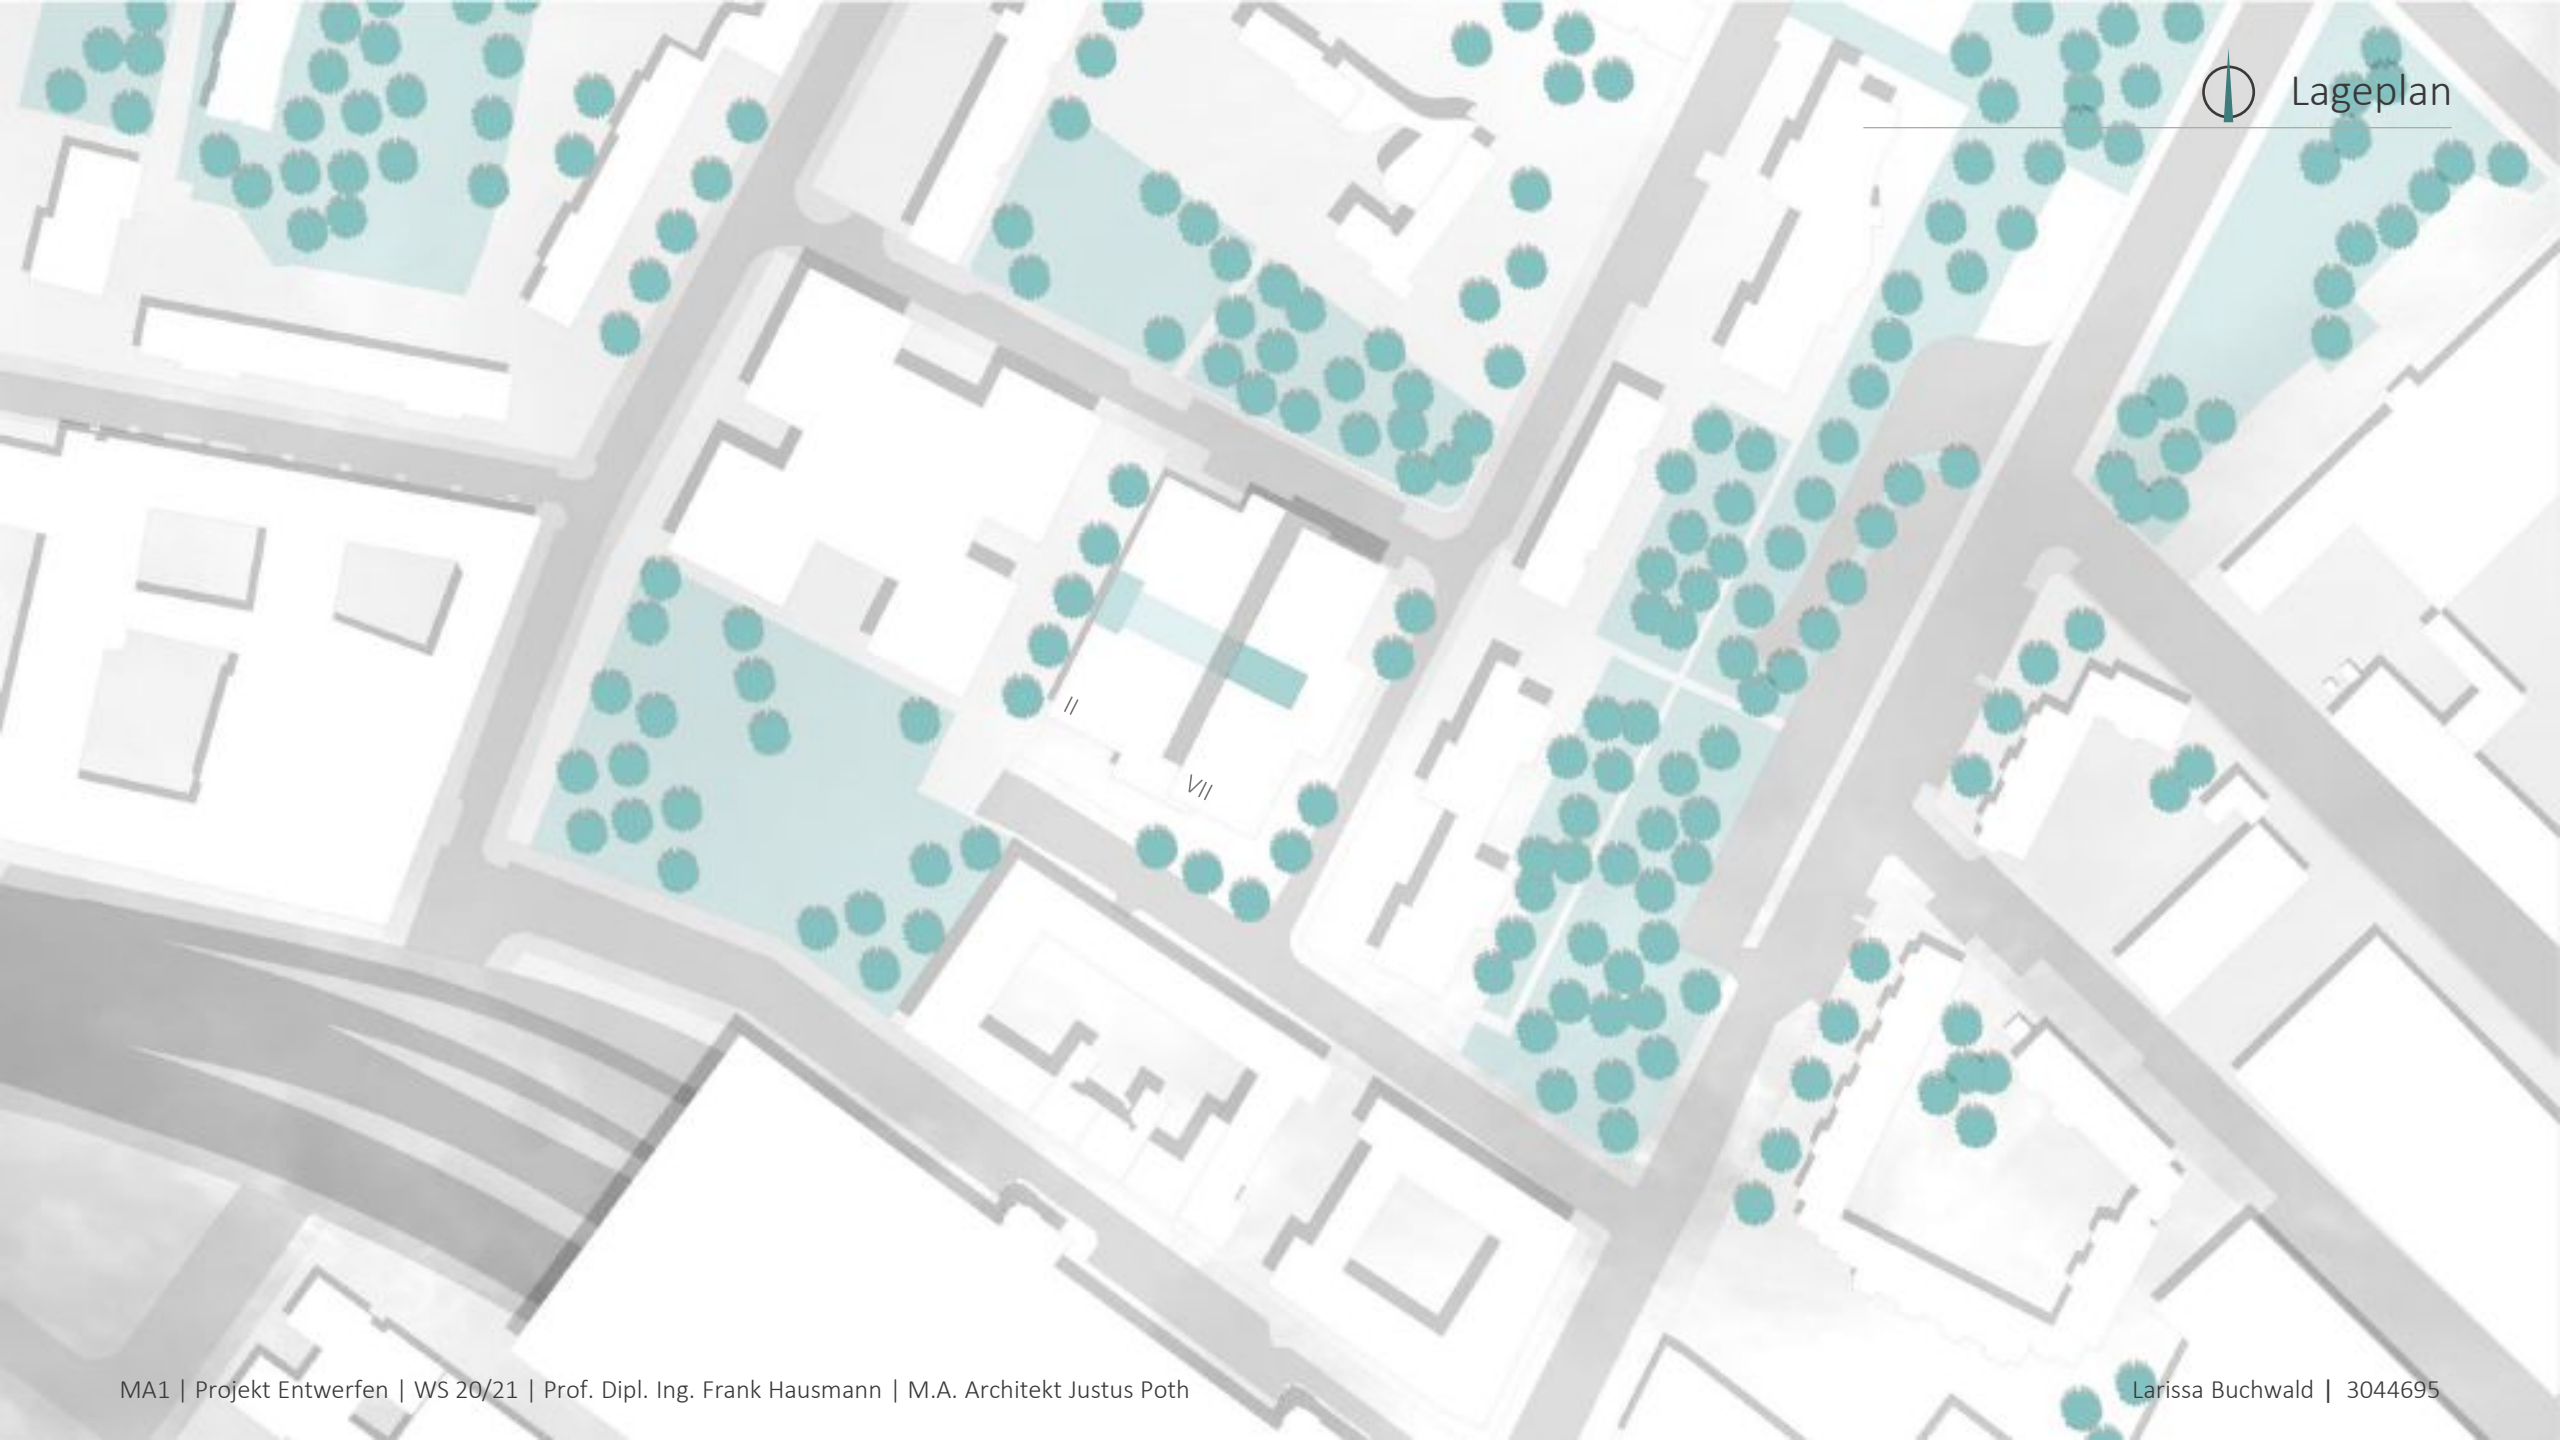 Lageplan
II
VII
MA1 | Projekt Entwerfen | WS 20/21 | Prof. Dipl. Ing. Frank Hausmann | M.A. Architekt Justus Poth
Larissa Buchwald | 3044695